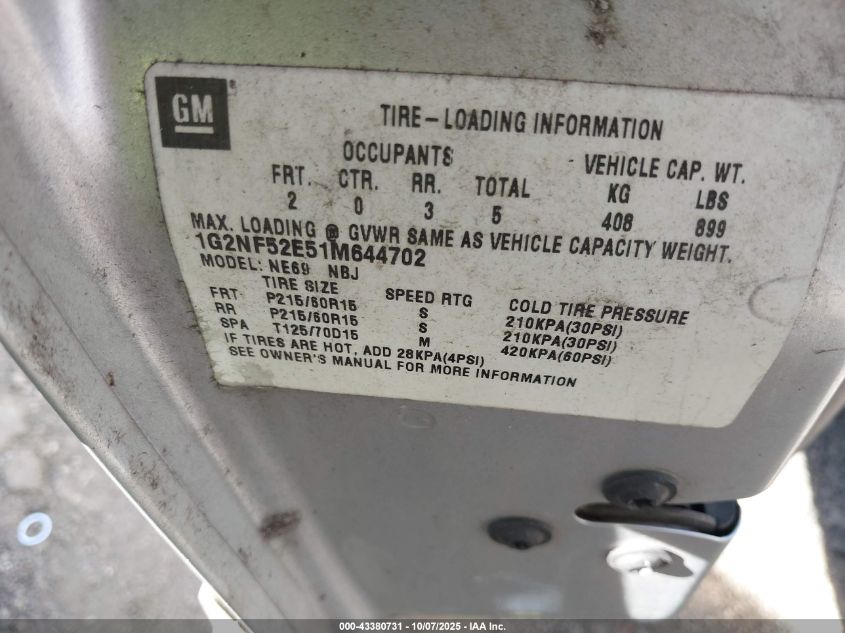 GM ®
TIRE-LOADING INFORMATION
OCCUPANTS VEHICLE CAP. WT.
FRT. CTR. RR. TOTAL KG LBS
2 0 3 5 408 899
MAX. LOADING @ GVWR SAME AS VEHICLE CAPACITY WEIGHT.
1G2NF52E51M644702
MODEL: NE69 NBJ
TIRE SIZE SPEED RTG COLD TIRE PRESSURE
FRT P215/60R15 S 210KPA(30PSI)
RR P215/60R15 S 210KPA(30PSI)
SPA T125/70D15 M 420KPA(60PSI)
IF TIRES ARE HOT, ADD 28KPA(4PSI)
SEE OWNER'S MANUAL FOR MORE INFORMATION
000-43380731 - 10/07/2025 - IAA Inc.